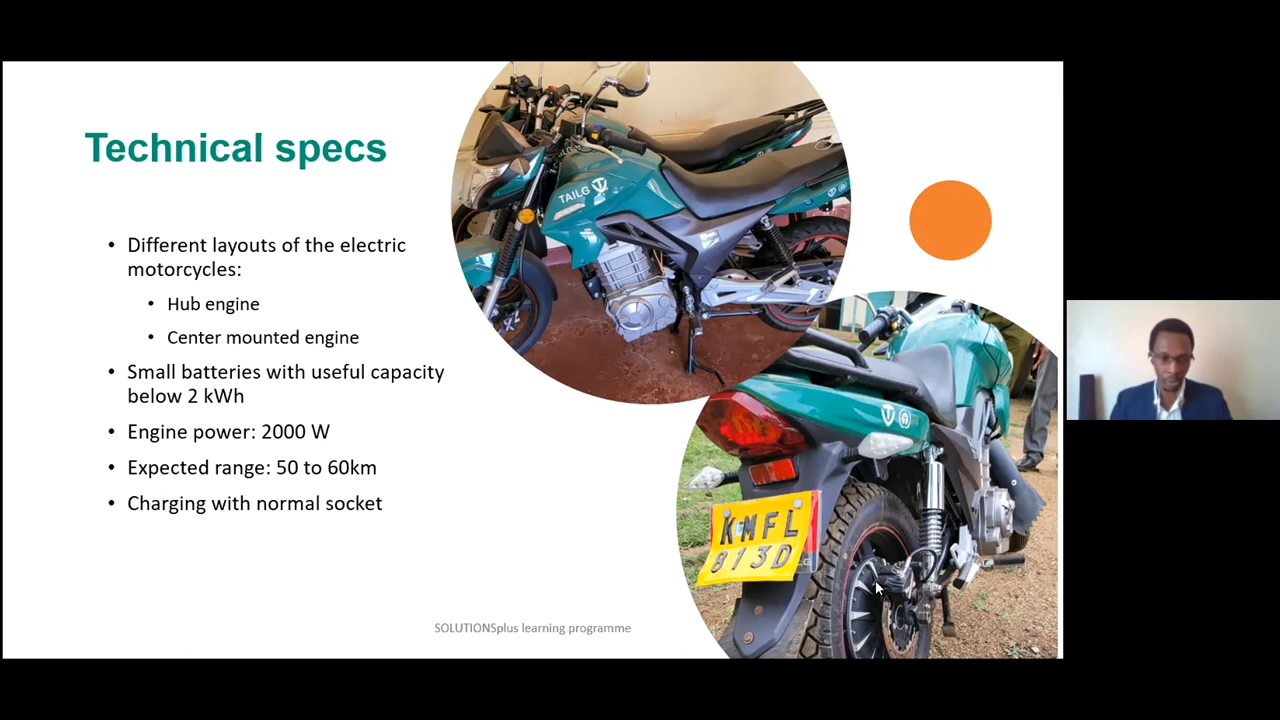 Technical specs
• Different layouts of the electric
motorcycles:
• Hub engine
• Center mounted engine
• Small batteries with useful capacity
below 2 kWh
• Engine power: 2000 W
• Expected range: 50 to 60km
• Charging with normal socket
TAILG
KMFL
813D
SOLUTIONSplus learning programme